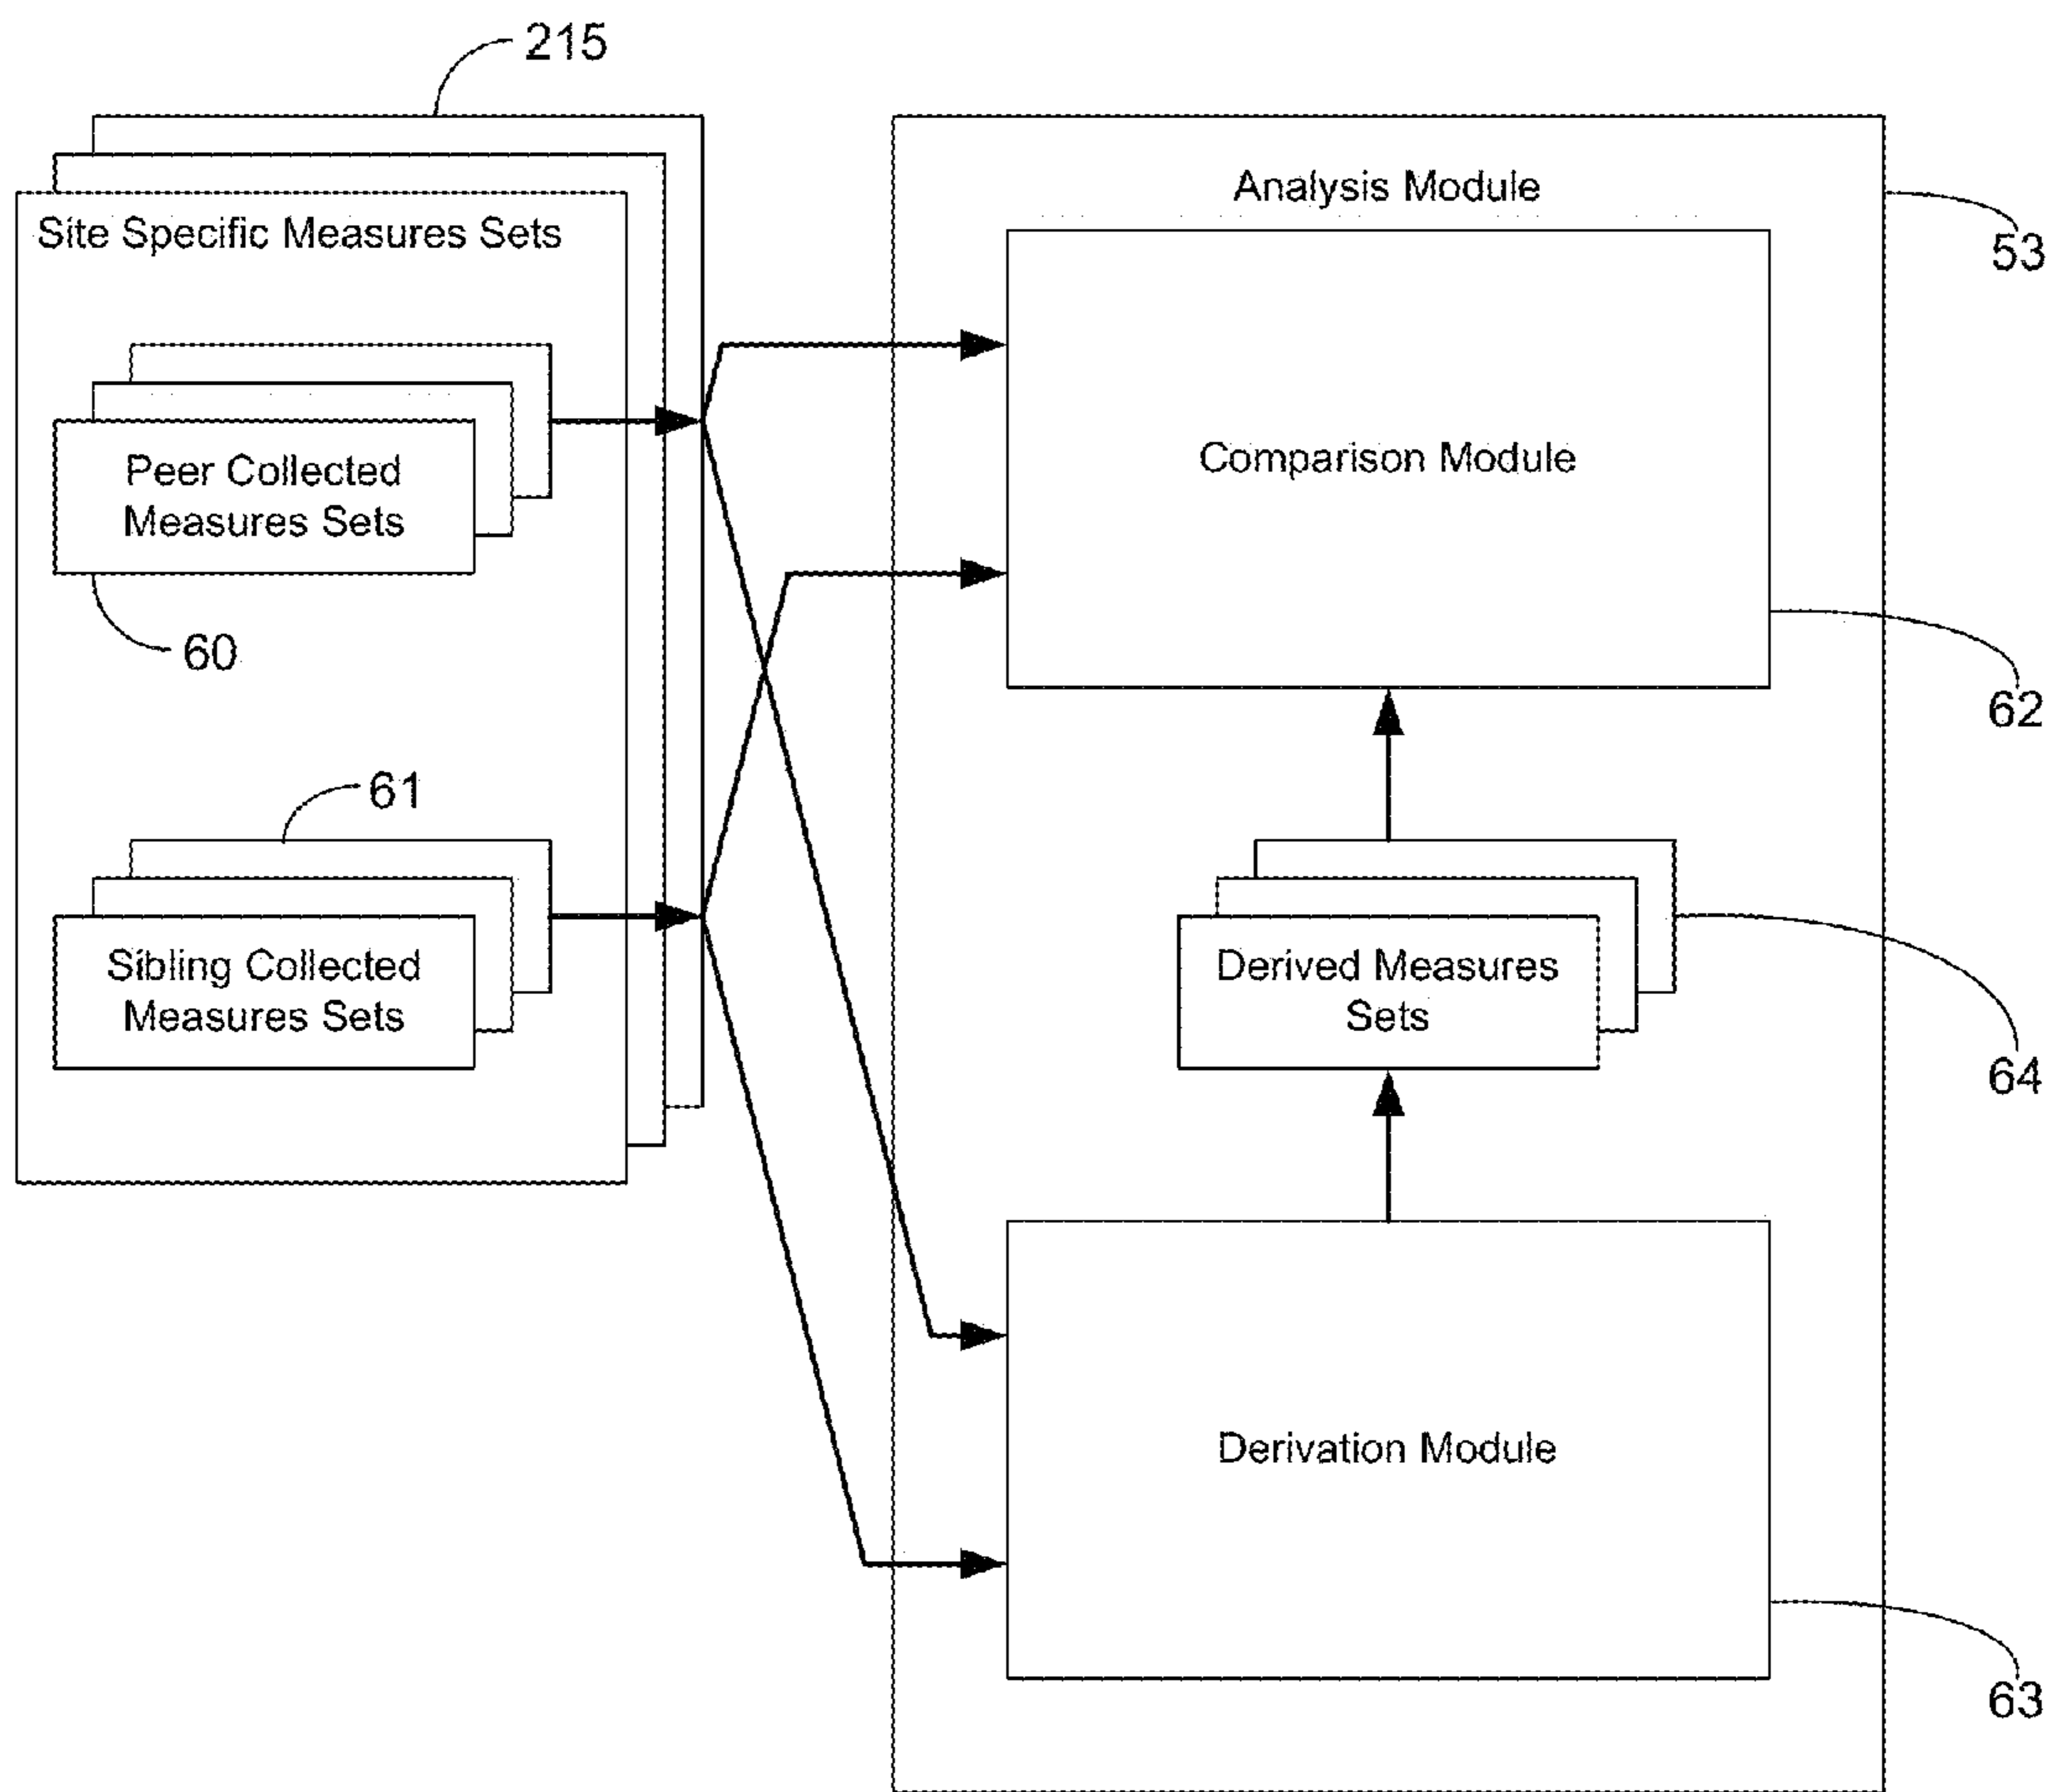 215
Analysis Module
53
Site Specific Measures Sets
Comparison Module
Peer Collected
Measures Sets
60
62
61
Sibling Collected
Measures Sets
Derived Measures
Sets
64
Derivation Module
63